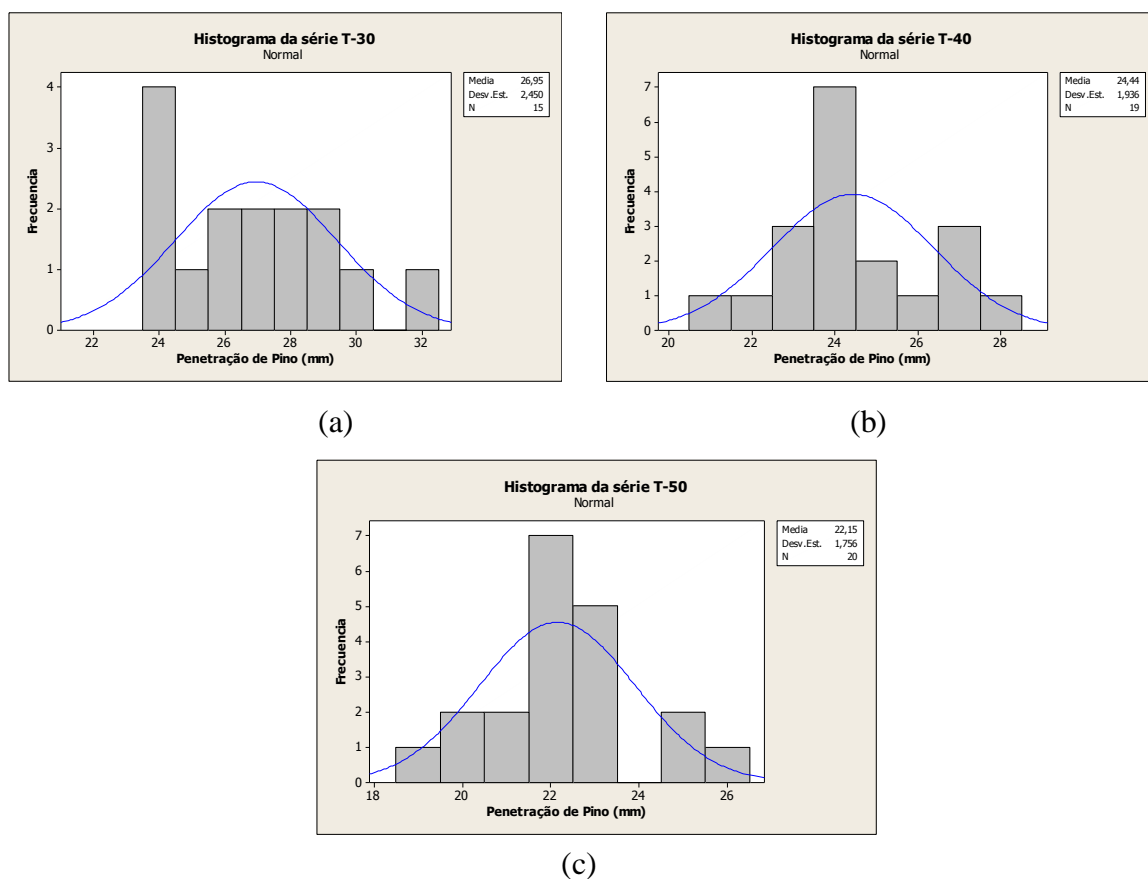 Histograma da série T-30
Normal
Media 26,95
Desv.Est. 2,450
N 15
Frecuencia
4
3
2
1
0
22 24 26 28 30 32
Penetração de Pino (mm)
(a)
Histograma da série T-40
Normal
Media 24,44
Desv.Est. 1,936
N 19
Frecuencia
7
6
5
4
3
2
1
0
20 22 24 26 28
Penetração de Pino (mm)
(b)
Histograma da série T-50
Normal
Media 22,15
Desv.Est. 1,756
N 20
Frecuencia
7
6
5
4
3
2
1
0
18 20 22 24 26
Penetração de Pino (mm)
(c)